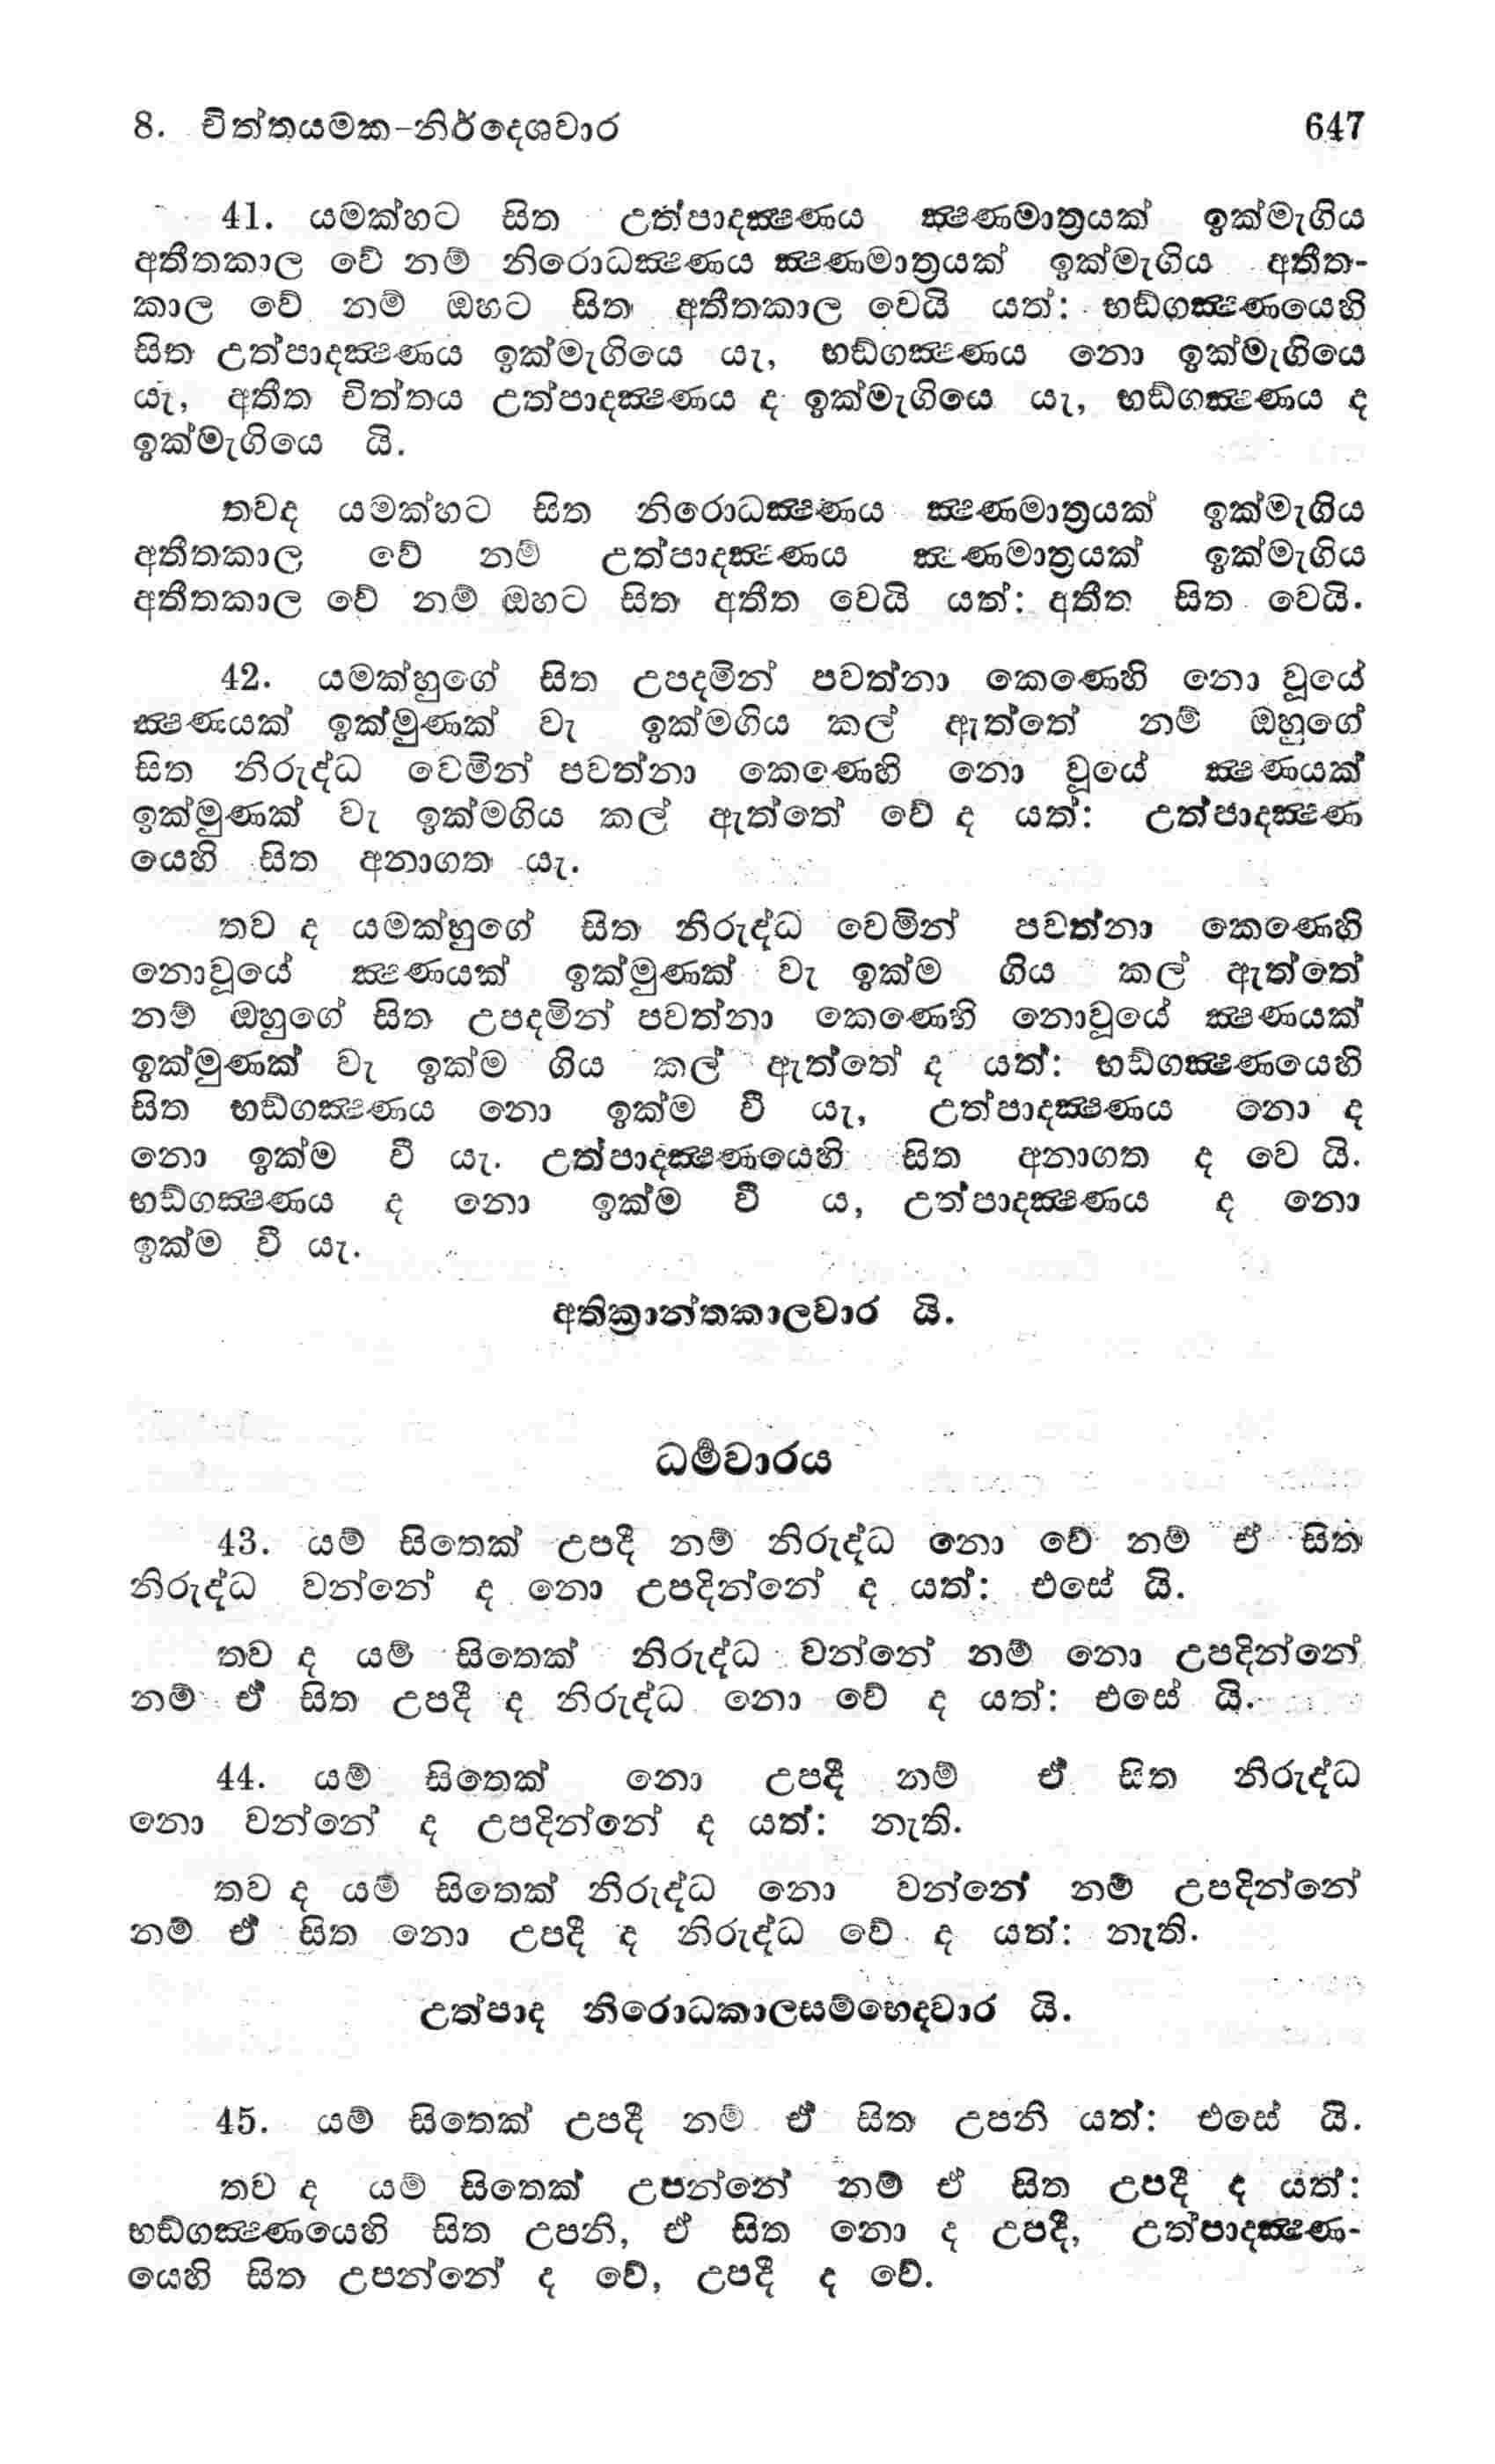 8. චිත්තයමක-නිර්දෙශවාර 647
41. යමක්හට සිත උත්පාදක්‍ෂණය ක්‍ෂණමාත්‍රයක් ඉක්මැගිය
අතීතකාල වේ නම් නිරොධක්‍ෂණය ක්‍ෂණමාත්‍රයක් ඉක්මැගිය අතීත-
කාල වේ නම් ඔහට සිත අතීතකාල වෙයි යත්: භඞ්ගක්‍ෂණයෙහි
සිත උත්පාදක්‍ෂණය ඉක්මැගියෙ යැ, භඞ්ගක්‍ෂණය නො ඉක්මැගියෙ
යැ, අතීත චිත්තය උත්පාදක්‍ෂණය ද ඉක්මැගියෙ යැ, භඞ්ගක්‍ෂණය ද
ඉක්මැගියෙ යි.
තවද යමක්හට සිත නිරොධක්‍ෂණය ක්‍ෂණමාත්‍රයක් ඉක්මැගිය
අතීතකාල වේ නම් උත්පාදක්‍ෂණය ක්‍ෂණමාත්‍රයක් ඉක්මැගිය
අතීතකාල වේ නම් ඔහට සිත අතීත වෙයි යත්: අතීත සිත වෙයි.
42. යමක්හුගේ සිත උපදමින් පවත්නා කෙණෙහි නො වූයේ
ක්‍ෂණයක් ඉක්මුණක් වැ ඉක්මගිය කල් ඇත්තේ නම් ඔහුගේ
සිත නිරුද්ධ වෙමින් පවත්නා කෙණෙහි නො වූයේ ක්‍ෂණයක්
ඉක්මුණක් වැ ඉක්මගිය කල් ඇත්තේ වේ ද යත්: උත්පාදක්‍ෂණ
යෙහි සිත අනාගත යැ.
තව ද යමක්හුගේ සිත නිරුද්ධ වෙමින් පවත්නා කෙණෙහි
නොවූයේ ක්‍ෂණයක් ඉක්මුණක් වැ ඉක්ම ගිය කල් ඇත්තේ
නම් ඔහුගේ සිත උපදමින් පවත්නා කෙණෙහි නොවූයේ ක්‍ෂණයක්
ඉක්මුණක් වැ ඉක්ම ගිය කල් ඇත්තේ ද යත්: භඞ්ගක්‍ෂණයෙහි
සිත භඞ්ගක්‍ෂණය නො ඉක්ම වී යැ, උත්පාදක්‍ෂණය නො ද
නො ඉක්ම වී යැ. උත්පාදක්‍ෂණයෙහි සිත අනාගත ද වෙ යි.
භඞ්ගක්‍ෂණය ද නො ඉක්ම වී ය, උත්පාදක්‍ෂණය ද නො
ඉක්ම වී යැ.
අතික්‍රාන්තකාලවාර යි.
ධර්‍මවාරය
43. යම් සිතෙක් උපදී නම් නිරුද්ධ නො වේ නම් ඒ සිත
නිරුද්ධ වන්නේ ද නො උපදින්නේ ද යත්: එසේ යි.
තව ද යම් සිතෙක් නිරුද්ධ වන්නේ නම් නො උපදින්නේ
නම් ඒ සිත උපදී ද නිරුද්ධ නො වේ ද යත්: එසේ යි.
44. යම් සිතෙක් නො උපදී නම් ඒ සිත නිරුද්ධ
නො වන්නේ ද උපදින්නේ ද යත්: නැති.
තව ද යම් සිතෙක් නිරුද්ධ නො වන්නේ නම් උපදින්නේ
නම් ඒ සිත නො උපදී ද නිරුද්ධ වේ ද යත්: නැති.
උත්පාද නිරොධකාලසම්භෙදවාර යි.
45. යම් සිතෙක් උපදී නම් ඒ සිත උපනි යත්: එසේ යි.
තව ද යම් සිතෙක් උපන්නේ නම් ඒ සිත උපදී ද යත්:
භඞ්ගක්‍ෂණයෙහි සිත උපනි, ඒ සිත නො ද උපදී, උත්පාදක්‍ෂණ-
යෙහි සිත උපන්නේ ද වේ, උපදී ද වේ.